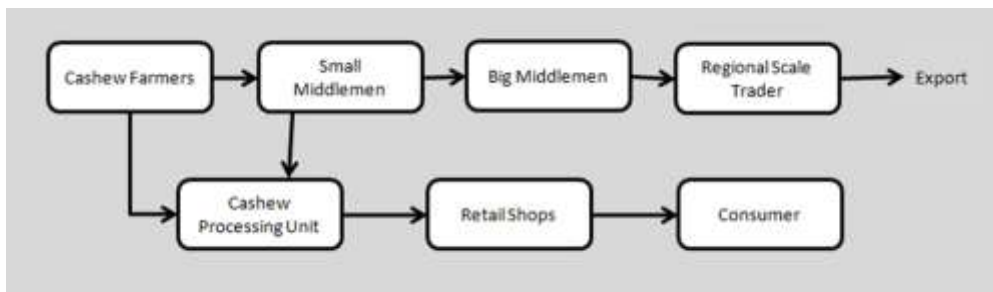 Cashew Farmers
Small
Middlemen
Big Middlemen
Regional Scale
Trader
Export
Cashew
Processing Unit
Retail Shops
Consumer